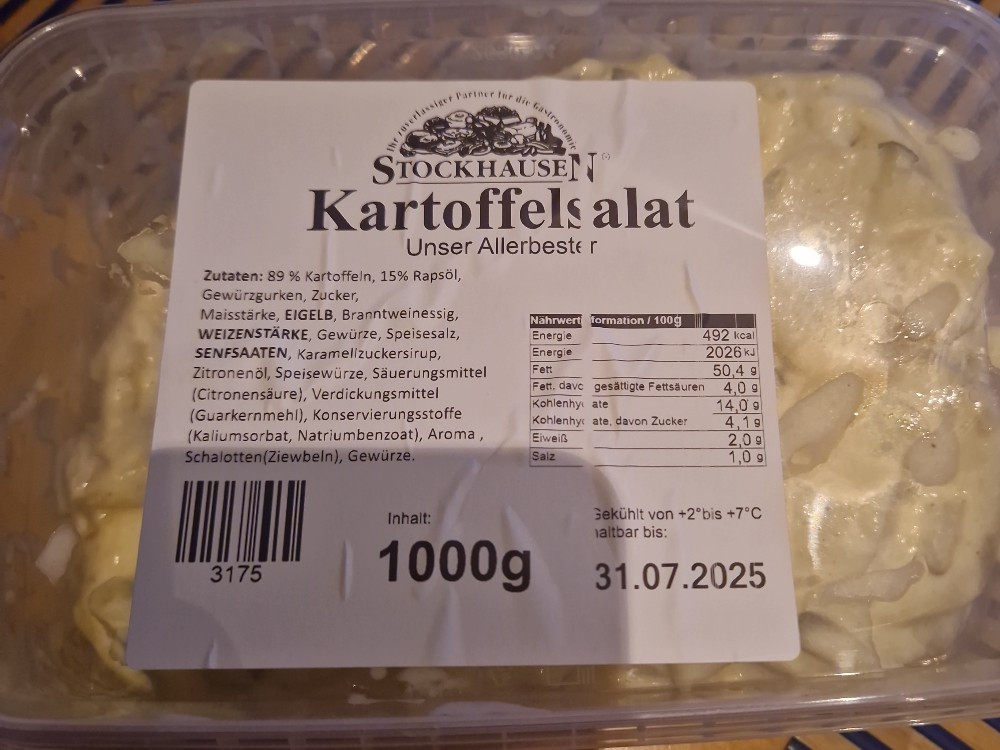 Ihr zuverlässiger Partner für die Gastronomie
STOCKHAUSEN
Kartoffelsalat
Unser Allerbester
Zutaten: 89 % Kartoffeln, 15% Rapsöl,
Gewürzgurken, Zucker,
Maisstärke, EIGELB, Branntweinessig,
WEIZENSTÄRKE, Gewürze, Speisesalz,
SENFSAATEN, Karamellzuckersirup,
Zitronenöl, Speisewürze, Säuerungsmittel
(Citronensäure), Verdickungsmittel
(Guarkernmehl), Konservierungsstoffe
(Kaliumsorbat, Natriumbenzoat), Aroma ,
Schalotten(Ziewbeln), Gewürze.
Nährwert formation / 100g
Energie 492 kcal
Energie 2026 kJ
Fett 50,4 g
Fett, davo gesättigte Fettsäuren 4,0 g
Kohlenhy ate 14,0 g
Kohlenhy ate, davon Zucker 4,1 g
Eiweiß 2,0 g
Salz 1,0 g
3175
Inhalt:
1000g
Gekühlt von +2°bis +7°C
haltbar bis:
31.07.2025